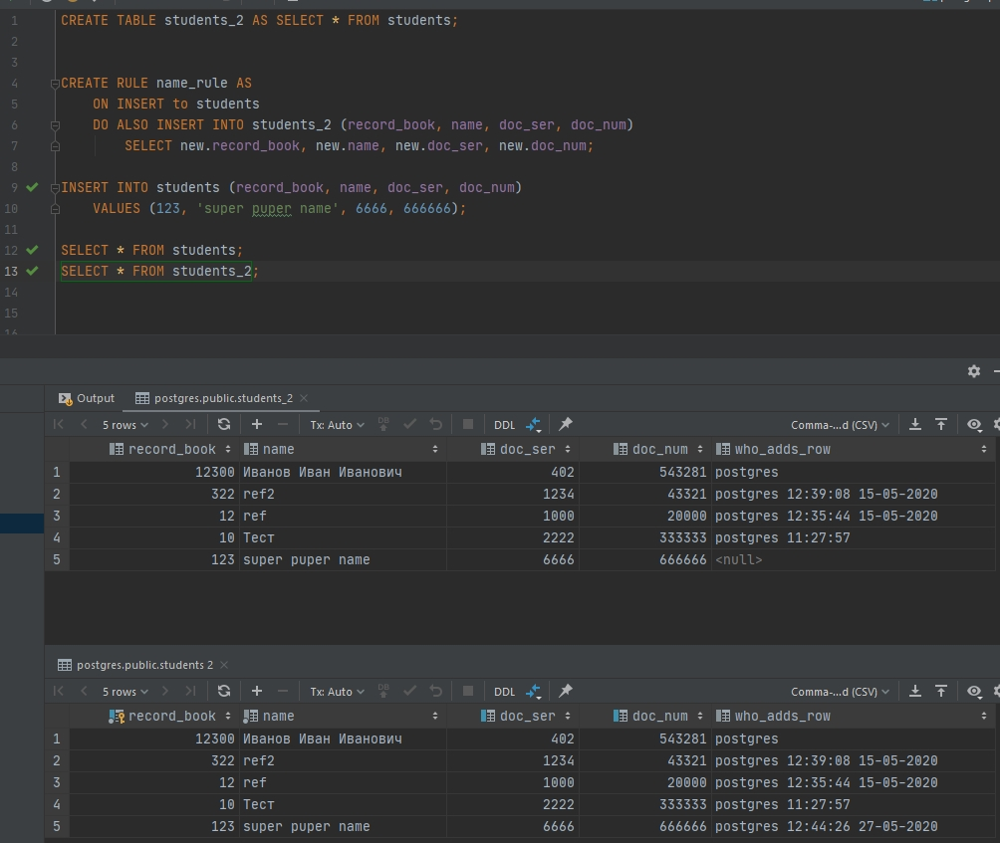 1 CREATE TABLE students_2 AS SELECT * FROM students;
2
3
4 CREATE RULE name_rule AS
5 ON INSERT to students
6 DO ALSO INSERT INTO students_2 (record_book, name, doc_ser, doc_num)
7 SELECT new.record_book, new.name, new.doc_ser, new.doc_num;
8
9 INSERT INTO students (record_book, name, doc_ser, doc_num)
10 VALUES (123, 'super puper name', 6666, 666666);
11
12 SELECT * FROM students;
13 SELECT * FROM students_2;
14
15
16
Output postgres.public.students_2
5 rows Tx: Auto DB DDL Comma-...d (CSV)
record_book name doc_ser doc_num who_adds_row
1 12300 Иванов Иван Иванович 402 543281 postgres
2 322 ref2 1234 43321 postgres 12:39:08 15-05-2020
3 12 ref 1000 20000 postgres 12:35:44 15-05-2020
4 10 Тест 2222 333333 postgres 11:27:57
5 123 super puper name 6666 666666 <null>
postgres.public.students 2
5 rows Tx: Auto DB DDL Comma-...d (CSV)
record_book name doc_ser doc_num who_adds_row
1 12300 Иванов Иван Иванович 402 543281 postgres
2 322 ref2 1234 43321 postgres 12:39:08 15-05-2020
3 12 ref 1000 20000 postgres 12:35:44 15-05-2020
4 10 Тест 2222 333333 postgres 11:27:57
5 123 super puper name 6666 666666 postgres 12:44:26 27-05-2020